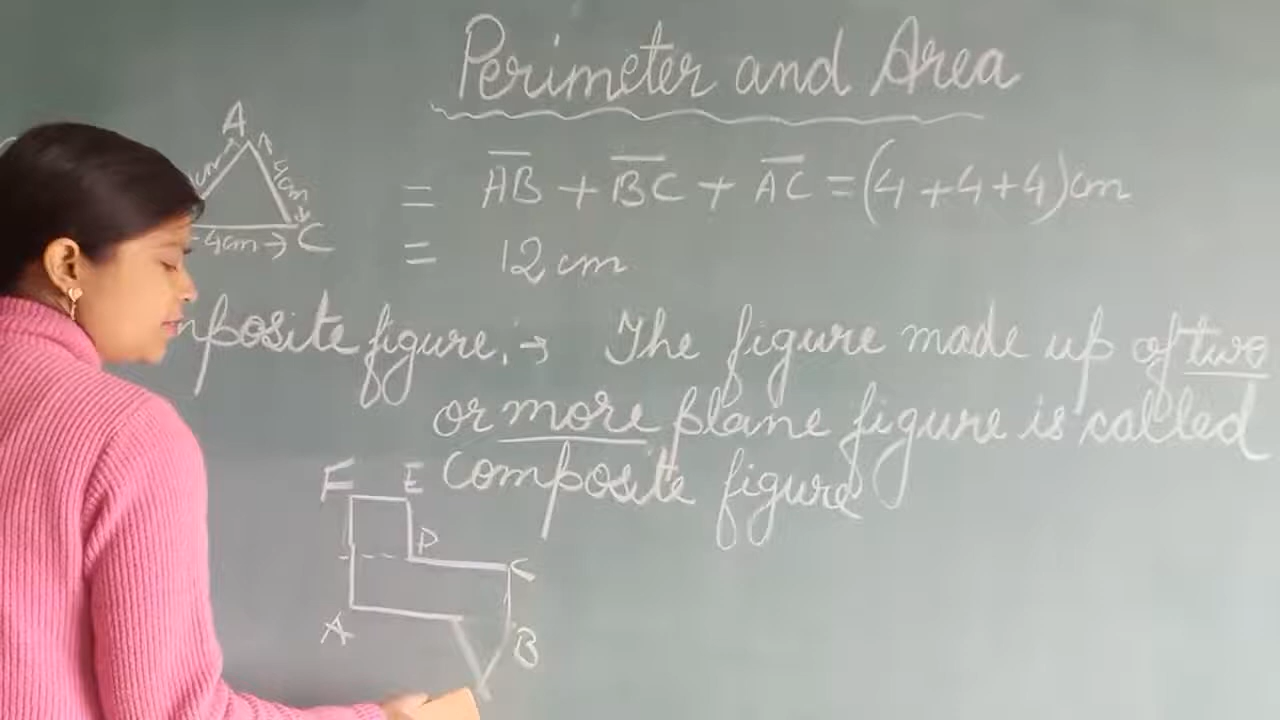 Perimeter and Area
A
4cm
-4cm→ C
= AB + BC + AC = (4+4+4)cm
= 12 cm
mposite figure :→ The figure made up of two
or more plane figure is called
composite figure
F E
D
C
A
B